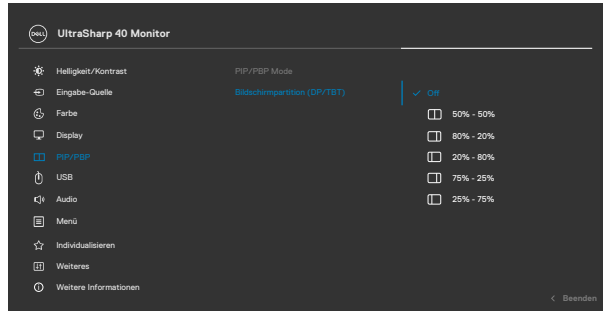 DELL
UltraSharp 40 Monitor
Helligkeit/Kontrast
PIP/PBP Mode
Eingabe-Quelle
Bildschirmpartition (DP/TBT)
Off
Farbe
50% - 50%
Display
80% - 20%
PIP/PBP
20% - 80%
USB
75% - 25%
Audio
25% - 75%
Menü
Individualisieren
Weiteres
Weitere Informationen
Beenden